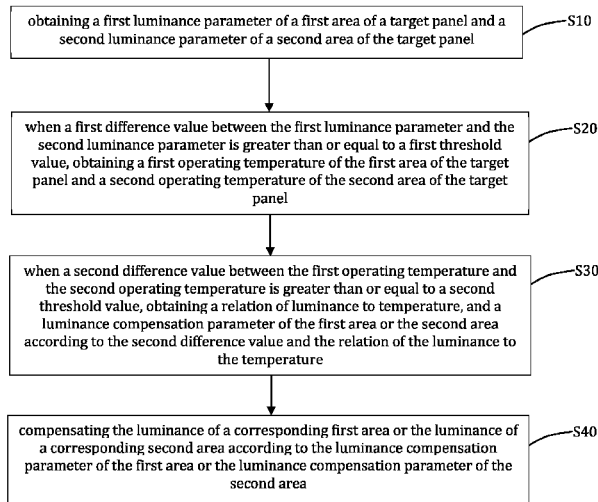 obtaining a first luminance parameter of a first area of a target panel and a
second luminance parameter of a second area of the target panel
S10
when a first difference value between the first luminance parameter and the
second luminance parameter is greater than or equal to a first threshold
value, obtaining a first operating temperature of the first area of the target
panel and a second operating temperature of the second area of the target
panel
S20
when a second difference value between the first operating temperature and
the second operating temperature is greater than or equal to a second
threshold value, obtaining a relation of luminance to temperature, and a
luminance compensation parameter of the first area or the second area
according to the second difference value and the relation of the luminance to
the temperature
S30
compensating the luminance of a corresponding first area or the luminance of
a corresponding second area according to the luminance compensation
parameter of the first area or the luminance compensation parameter of the
second area
S40